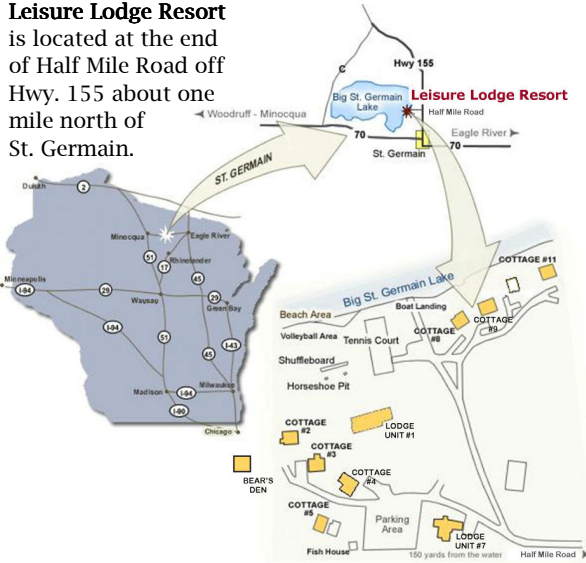 Leisure Lodge Resort
is located at the end
of Half Mile Road off
Hwy. 155 about one
mile north of
St. Germain.
Hwy 155
C
Big St. Germain
Lake
Leisure Lodge Resort
Half Mile Road
Woodruff - Minocqua
70
Eagle River
St. Germain
70
ST. GERMAIN
Duluth
2
Minocqua
Eagle River
51
Rhinelander
17
45
Minneapolis
I-94
29
Waysau
29
Green Bay
I-94
51
I-43
45
Madison
I-94
Milwaukee
I-90
Chicago
Big St. Germain Lake
COTTAGE #11
Beach Area
Boat Landing
COTTAGE
#9
COTTAGE
#8
Volleyball Area
Tennis Court
Shuffleboard
Horseshoe Pit
COTTAGE
#2
LODGE
UNIT #1
COTTAGE
#3
COTTAGE
#4
BEAR'S
DEN
COTTAGE
#5
Parking
Area
LODGE
UNIT #7
Fish House
150 yards from the water
Half Mile Road